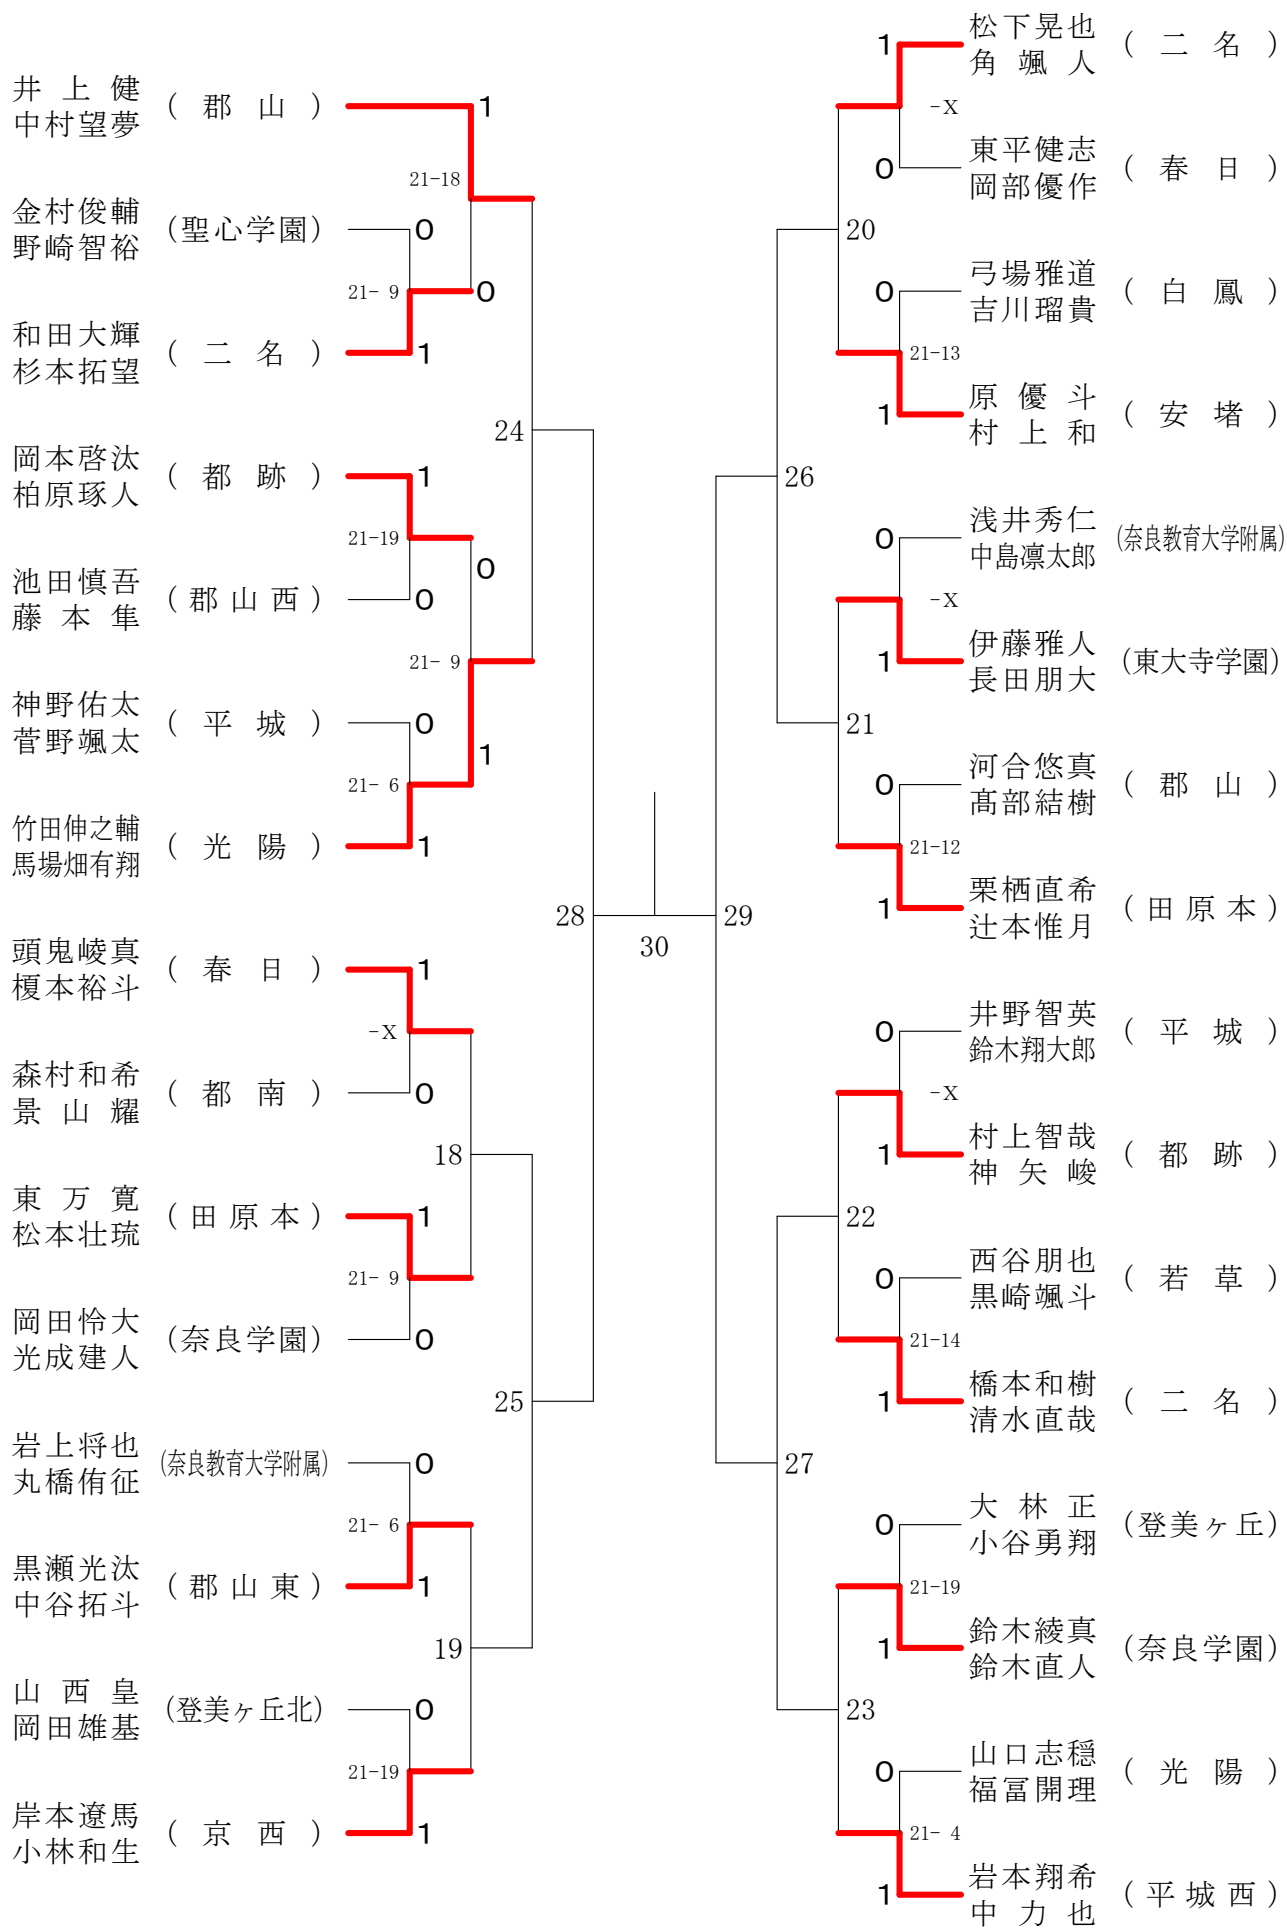 井上健
中村望夢
(郡山)
1
21-18
金村俊輔
野崎智裕
(聖心学園)
0
21- 9
0
和田大輝
杉本拓望
(二名)
1
24
岡本啓汰
柏原琢人
(都跡)
1
21-19
0
池田慎吾
藤本隼
(郡山西)
0
21- 9
神野佑太
菅野颯太
(平城)
0
1
21- 6
竹田伸之輔
馬場畑有翔
(光陽)
1
28
頭鬼崚真
榎本裕斗
(春日)
1
-X
森村和希
景山耀
(都南)
0
18
東万寛
松本壮琉
(田原本)
1
21- 9
岡田怜大
光成建人
(奈良学園)
0
25
岩上将也
丸橋侑征
(奈良教育大学附属)
0
21- 6
黒瀬光汰
中谷拓斗
(郡山東)
1
19
山西皇
岡田雄基
(登美ヶ丘北)
0
21-19
岸本遼馬
小林和生
(京西)
1
30
1
松下晃也
角颯人
(二名)
-X
0
東平健志
岡部優作
(春日)
20
0
弓場雅道
吉川瑠貴
(白鳳)
21-13
1
原優斗
村上和
(安堵)
26
0
浅井秀仁
中島凛太郎
(奈良教育大学附属)
-X
1
伊藤雅人
長田朋大
(東大寺学園)
21
0
河合悠真
髙部結樹
(郡山)
21-12
1
栗栖直希
辻本惟月
(田原本)
29
0
井野智英
鈴木翔大郎
(平城)
-X
1
村上智哉
神矢峻
(都跡)
22
0
西谷朋也
黒崎颯斗
(若草)
21-14
1
橋本和樹
清水直哉
(二名)
27
0
大林正
小谷勇翔
(登美ヶ丘)
21-19
1
鈴木綾真
鈴木直人
(奈良学園)
23
0
山口志穏
福冨開理
(光陽)
21- 4
1
岩本翔希
中力也
(平城西)